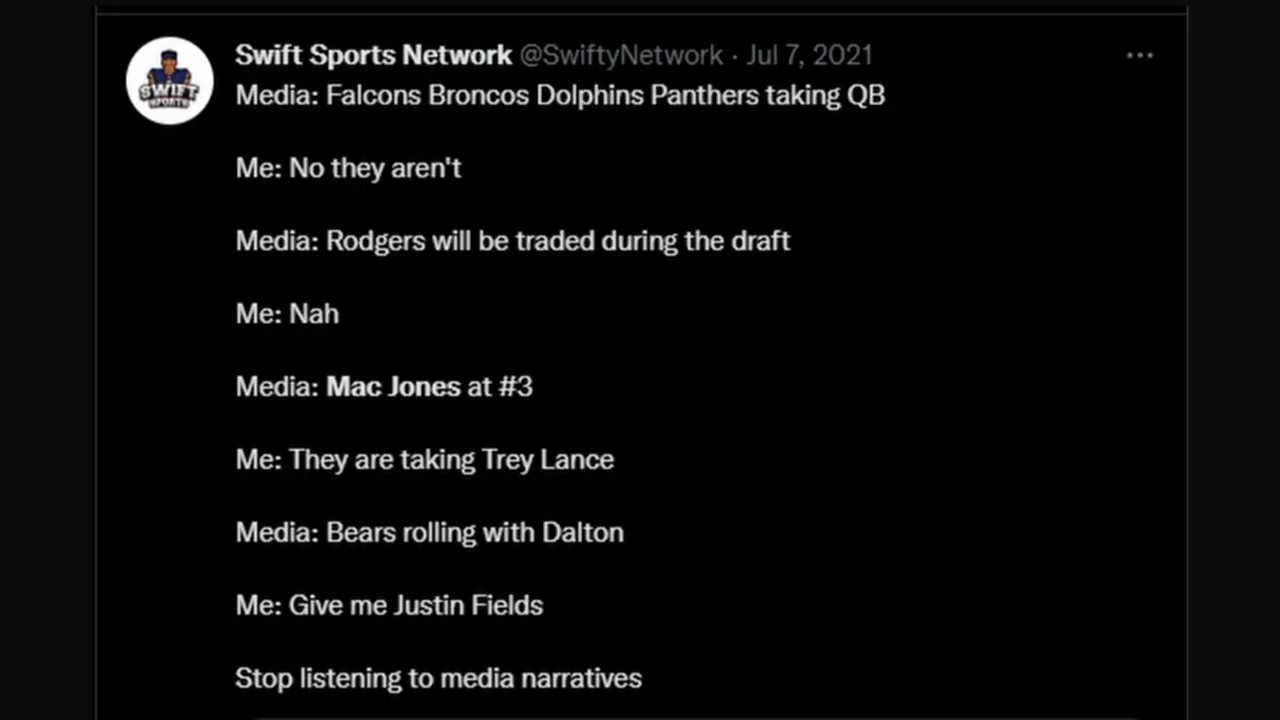 Swift Sports Network @SwiftyNetwork · Jul 7, 2021
SWIFT
SPORTS
Media: Falcons Broncos Dolphins Panthers taking QB
Me: No they aren't
Media: Rodgers will be traded during the draft
Me: Nah
Media: Mac Jones at #3
Me: They are taking Trey Lance
Media: Bears rolling with Dalton
Me: Give me Justin Fields
Stop listening to media narratives